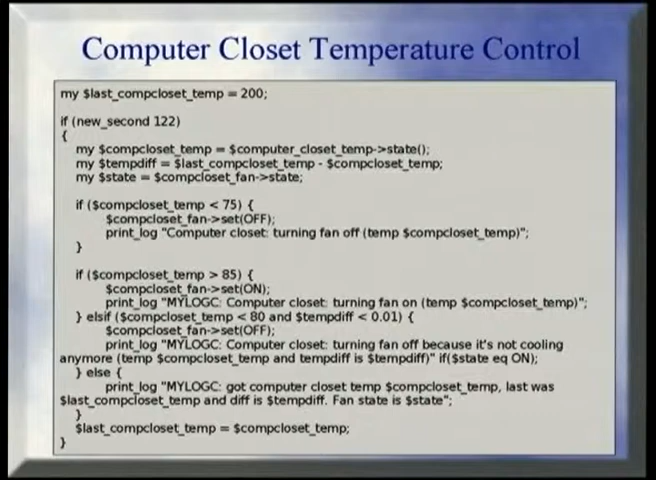 Computer Closet Temperature Control
my $last_compcloset_temp = 200;
if (new_second 122)
{
my $compcloset_temp = $computer_closet_temp->state();
my $tempdiff = $last_compcloset_temp - $compcloset_temp;
my $state = $compcloset_fan->state;
if ($compcloset_temp < 75) {
$compcloset_fan->set(OFF);
print_log "Computer closet: turning fan off (temp $compcloset_temp)";
}
if ($compcloset_temp > 85) {
$compcloset_fan->set(ON);
print_log "MYLOGC: Computer closet: turning fan on (temp $compcloset_temp)";
} elsif ($compcloset_temp < 80 and $tempdiff < 0.01) {
$compcloset_fan->set(OFF);
print_log "MYLOGC: Computer closet: turning fan off because it's not cooling
anymore (temp $compcloset_temp and tempdiff is $tempdiff)" if($state eq ON);
} else {
print_log "MYLOGC: got computer closet temp $compcloset_temp, last was
$last_compcloset_temp and diff is $tempdiff. Fan state is $state";
}
$last_compcloset_temp = $compcloset_temp;
}